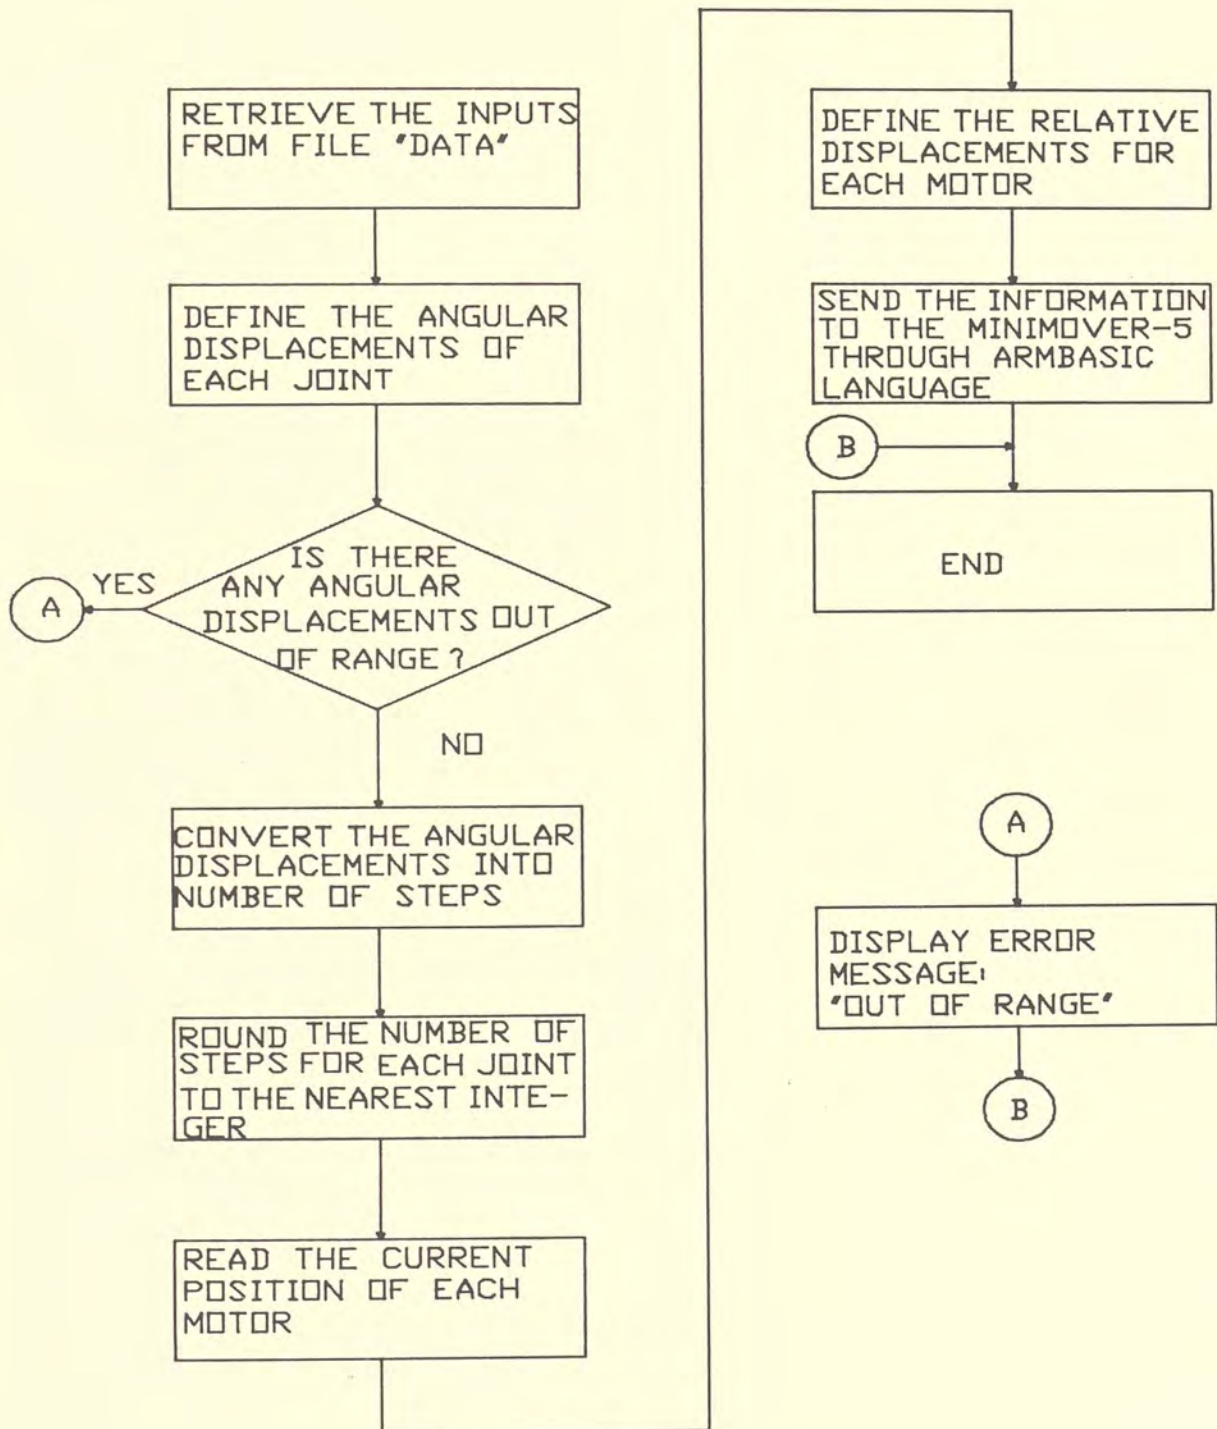 RETRIEVE THE INPUTS
FROM FILE "DATA"
DEFINE THE ANGULAR
DISPLACEMENTS OF
EACH JOINT
IS THERE
ANY ANGULAR
DISPLACEMENTS OUT
OF RANGE ?
YES
A
NO
CONVERT THE ANGULAR
DISPLACEMENTS INTO
NUMBER OF STEPS
ROUND THE NUMBER OF
STEPS FOR EACH JOINT
TO THE NEAREST INTE-
GER
READ THE CURRENT
POSITION OF EACH
MOTOR
DEFINE THE RELATIVE
DISPLACEMENTS FOR
EACH MOTOR
SEND THE INFORMATION
TO THE MINIMOVER-5
THROUGH ARMBASIC
LANGUAGE
B
END
A
DISPLAY ERROR
MESSAGE:
"OUT OF RANGE"
B